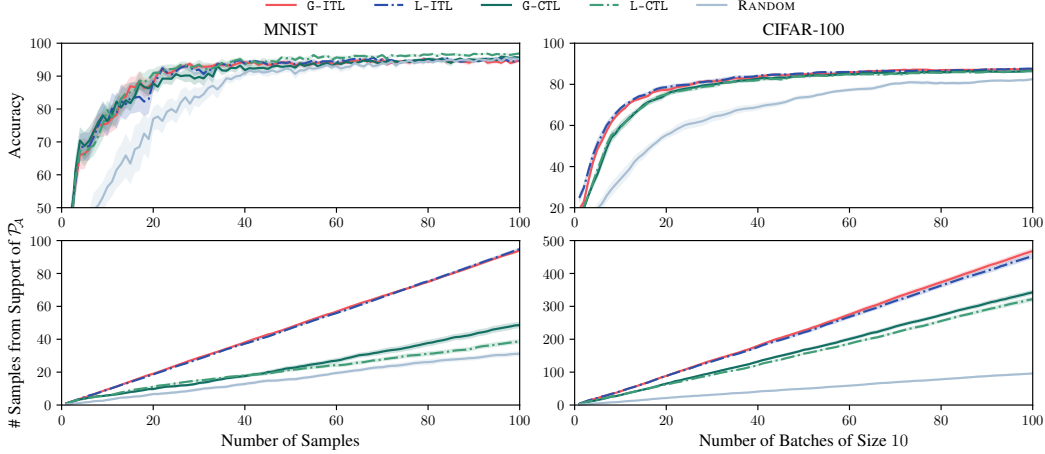 G-ITL L-ITL G-CTL L-CTL RANDOM
MNIST CIFAR-100
Accuracy
100
90
80
70
60
50
0 20 40 60 80 100
100
80
60
40
20
0 20 40 60 80 100
# Samples from Support of 𝒫_𝒜
100
80
60
40
20
0
0 20 40 60 80 100
500
400
300
200
100
0
0 20 40 60 80 100
Number of Samples Number of Batches of Size 10